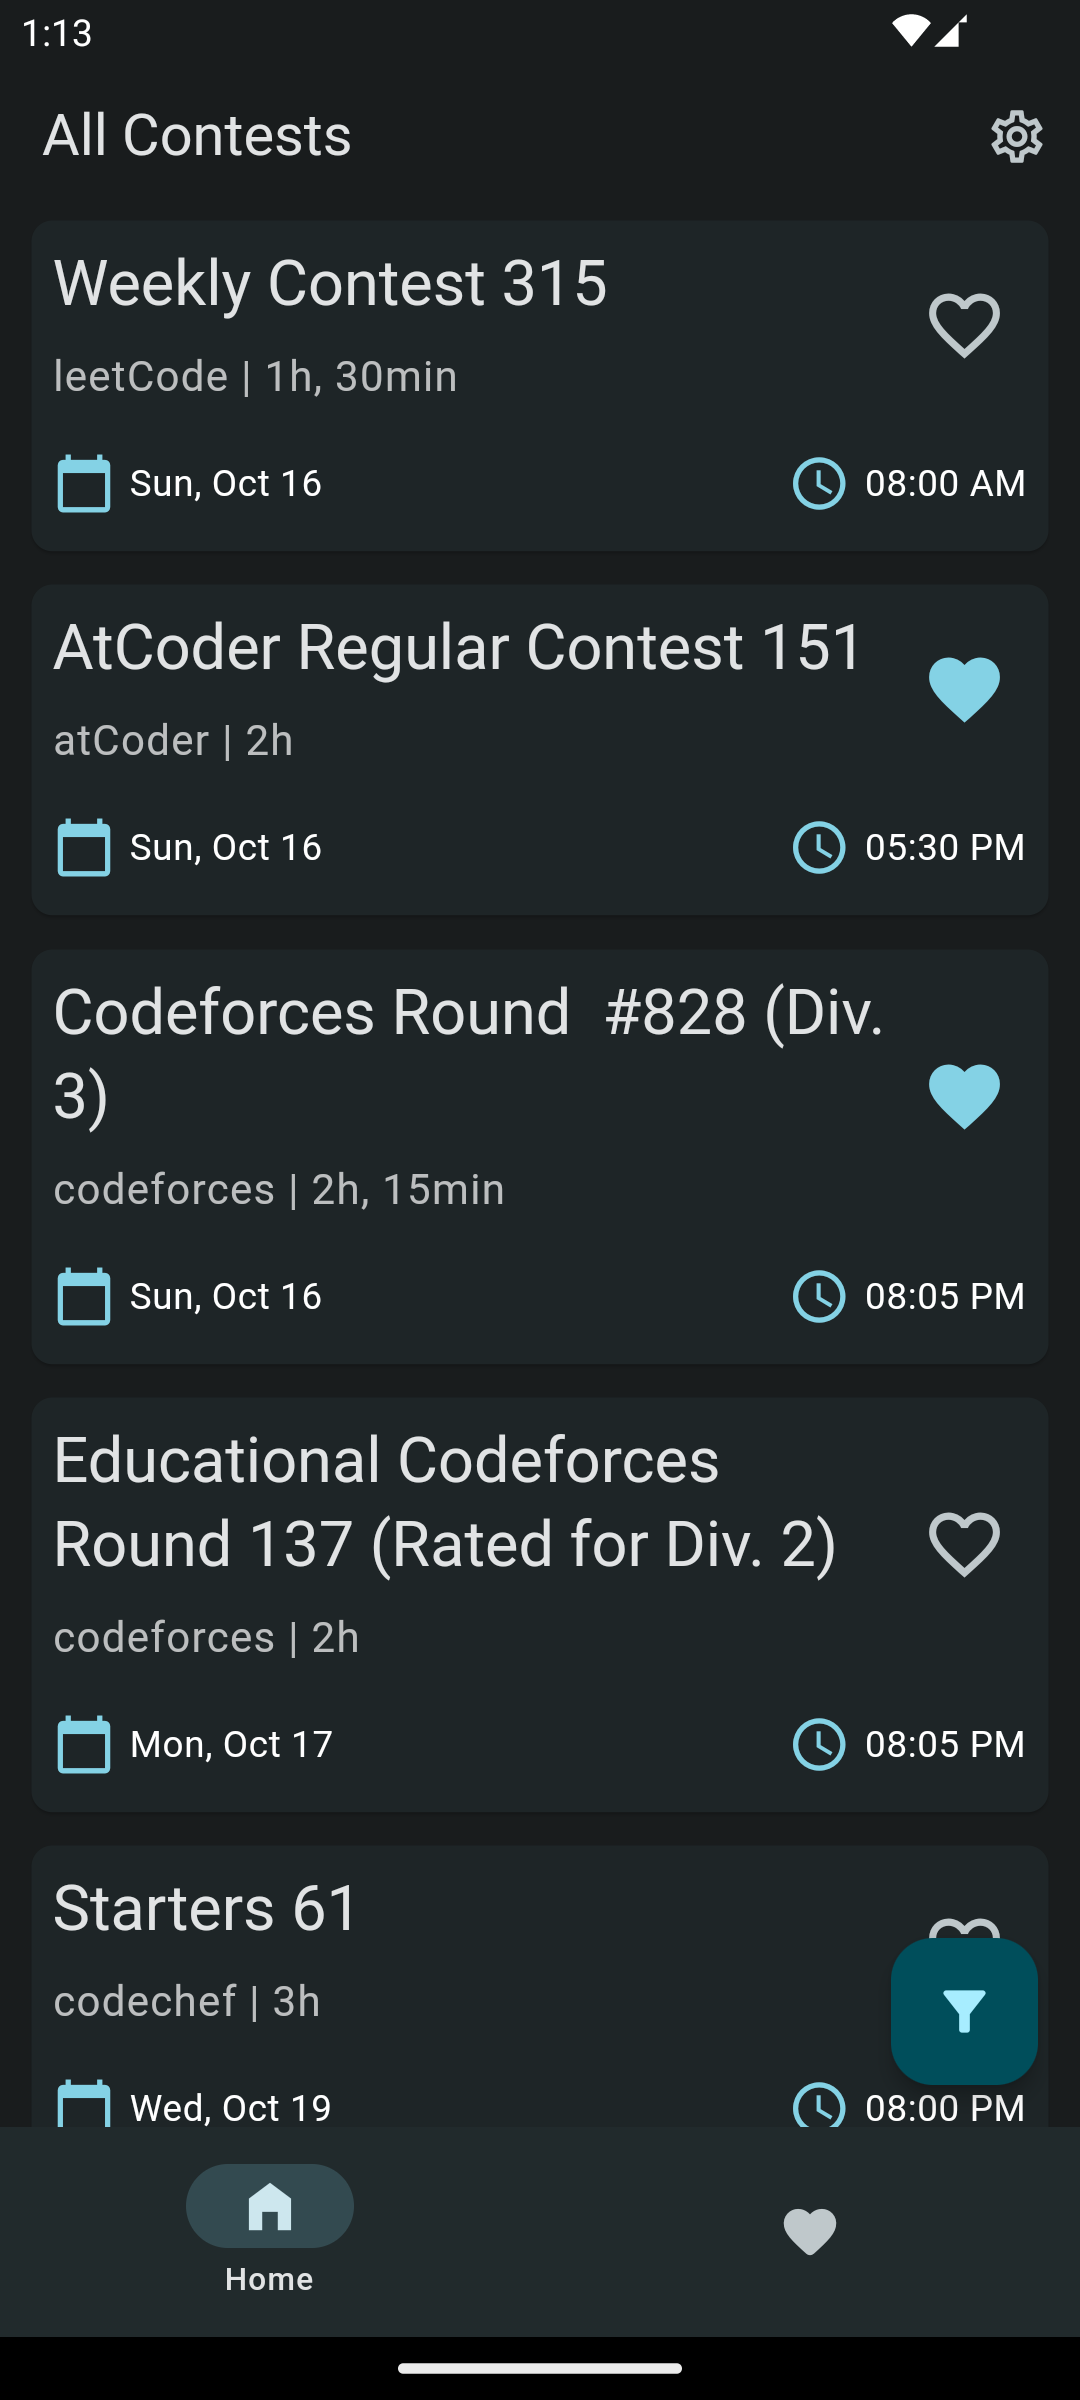 1:13
All Contests
Weekly Contest 315
leetCode | 1h, 30min
Sun, Oct 16
08:00 AM
AtCoder Regular Contest 151
atCoder | 2h
Sun, Oct 16
05:30 PM
Codeforces Round  #828 (Div.
3)
codeforces | 2h, 15min
Sun, Oct 16
08:05 PM
Educational Codeforces
Round 137 (Rated for Div. 2)
codeforces | 2h
Mon, Oct 17
08:05 PM
Starters 61
codechef | 3h
Wed, Oct 19
08:00 PM
Home